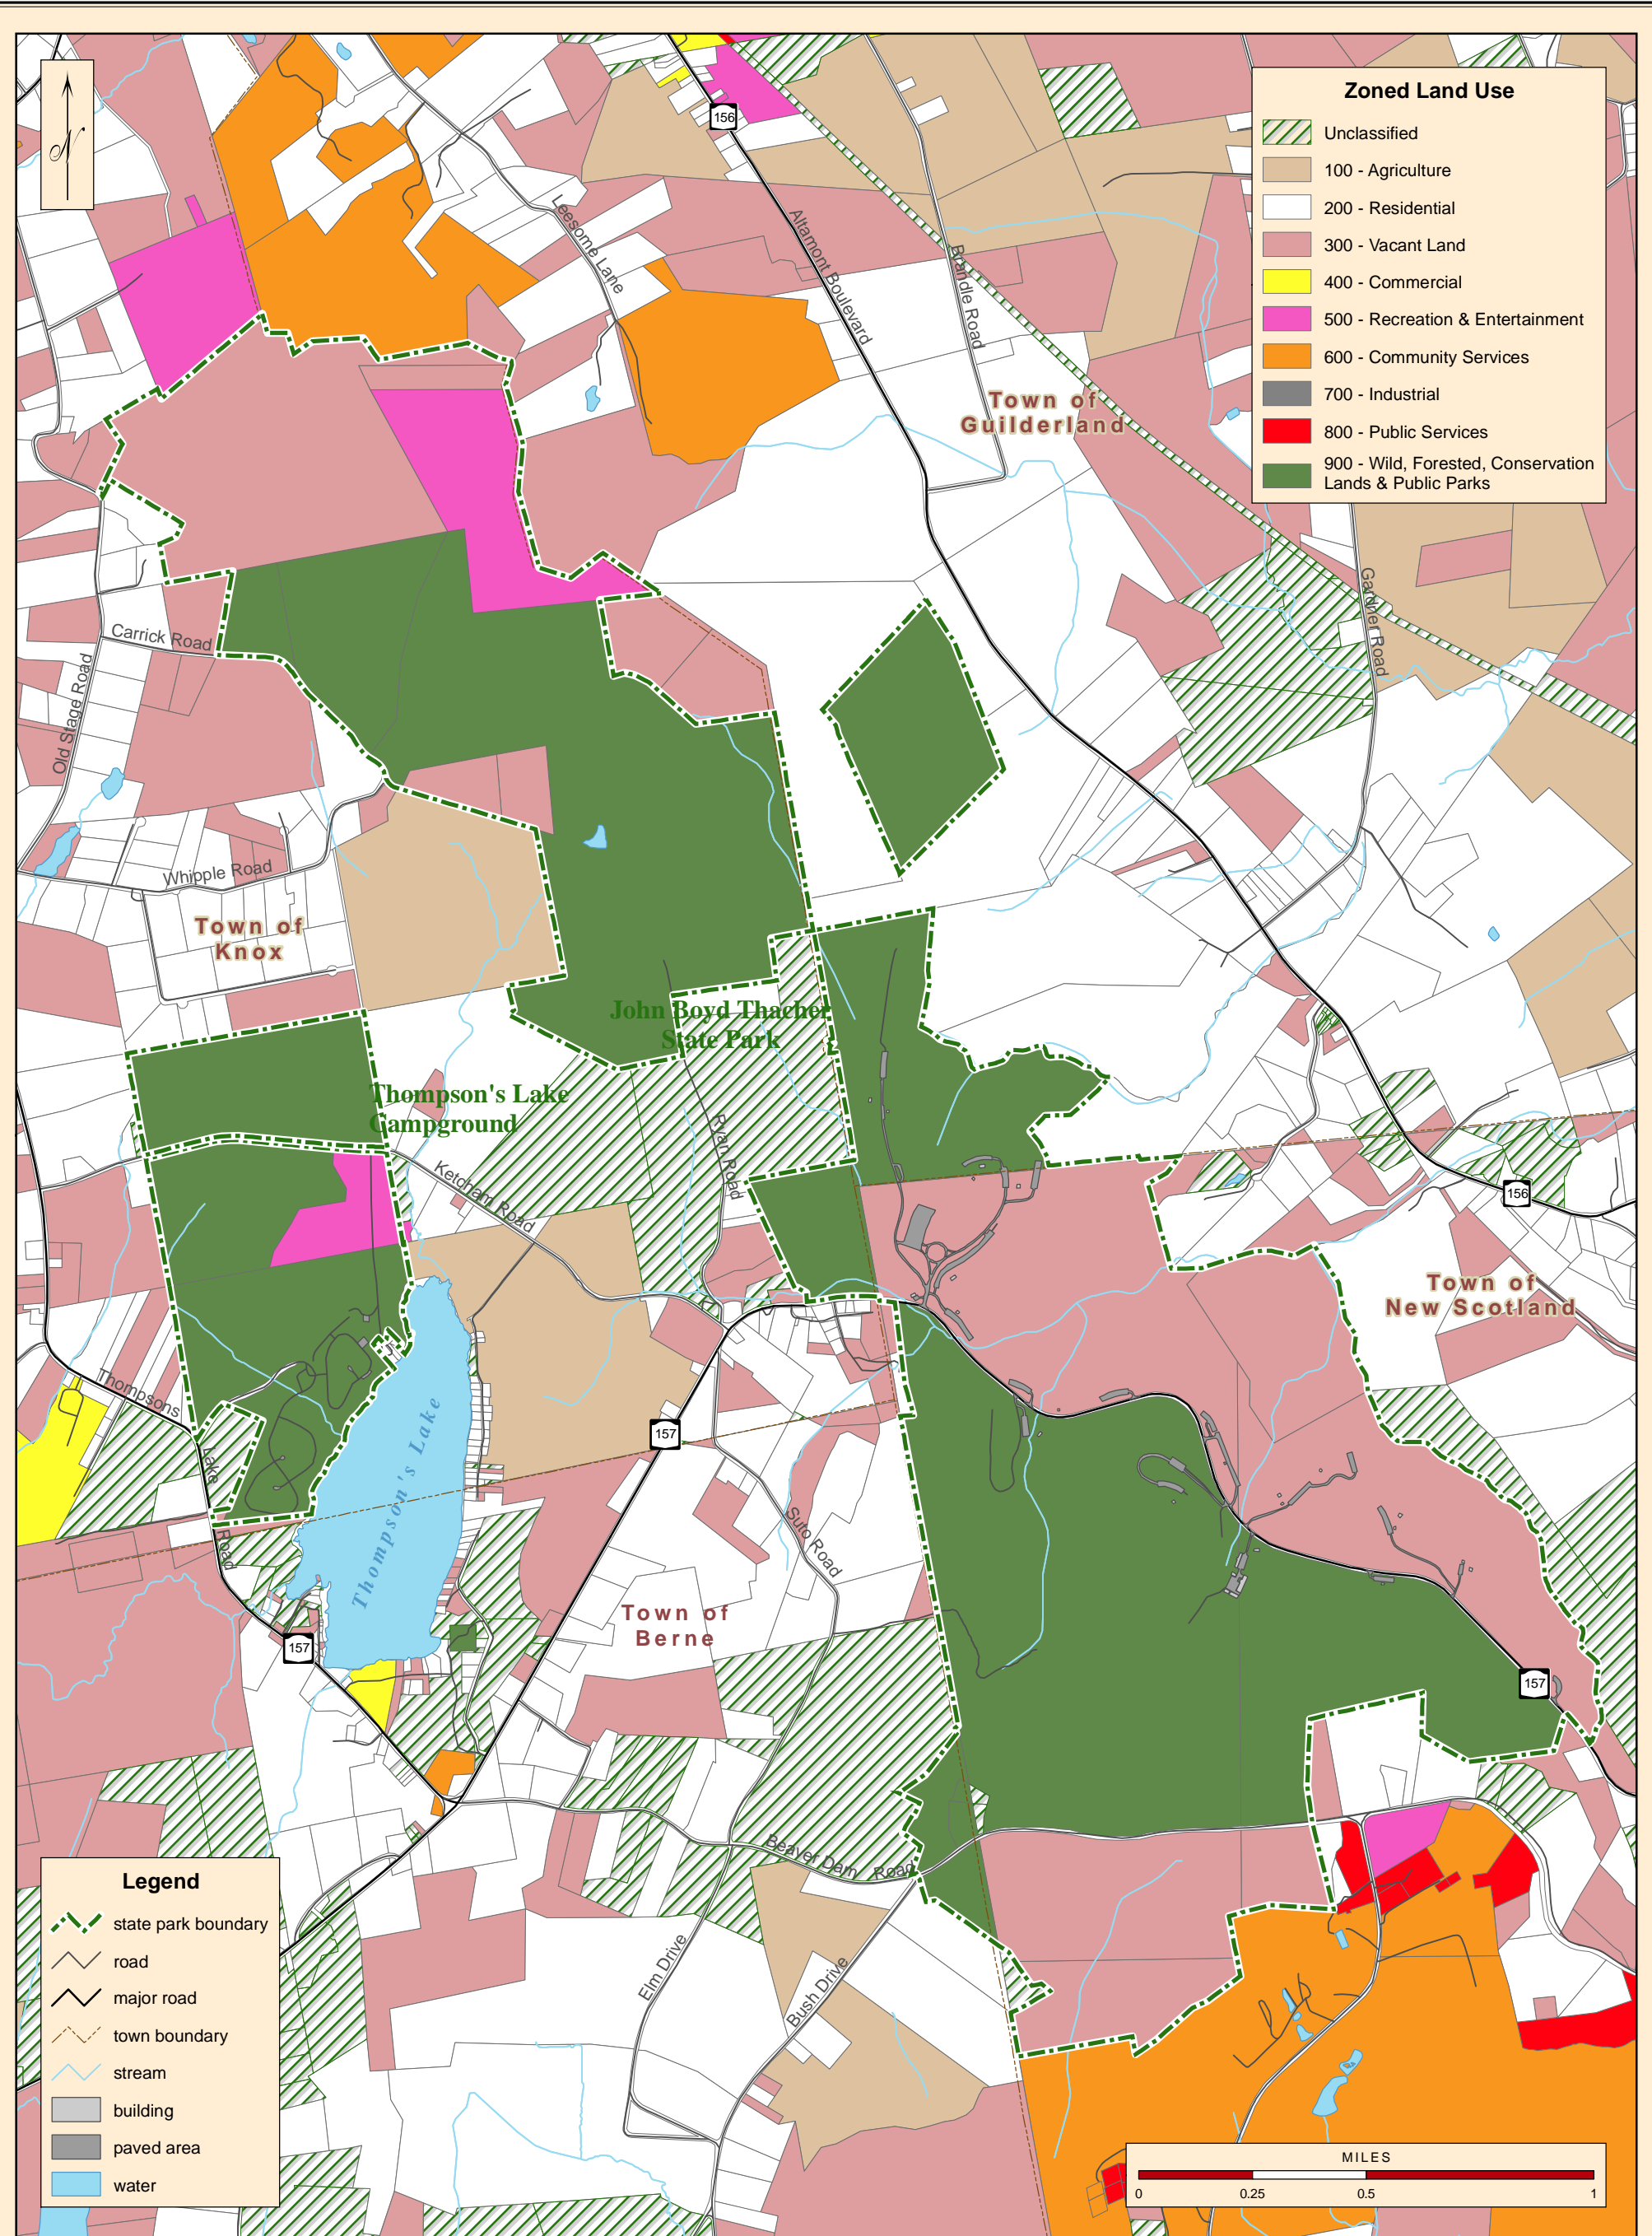 N
Zoned Land Use
Unclassified
100 - Agriculture
200 - Residential
300 - Vacant Land
400 - Commercial
500 - Recreation & Entertainment
600 - Community Services
700 - Industrial
800 - Public Services
900 - Wild, Forested, Conservation
Lands & Public Parks
156
Leesome Lane
Altamont Boulevard
Brandle Road
Town of
Guilderland
Gardner Road
Carrick Road
Old Stage Road
Whipple Road
Town of
Knox
John Boyd Thacher
State Park
Thompson's Lake
Campground
Ryan Road
Ketcham Road
156
Town of
New Scotland
Thompsons
Lake
Road
Thompson's Lake
157
Suto Road
Town of
Berne
157
157
Beaver Dam Road
Elm Drive
Bush Drive
Legend
state park boundary
road
major road
town boundary
stream
building
paved area
water
MILES
0 0.25 0.5 1